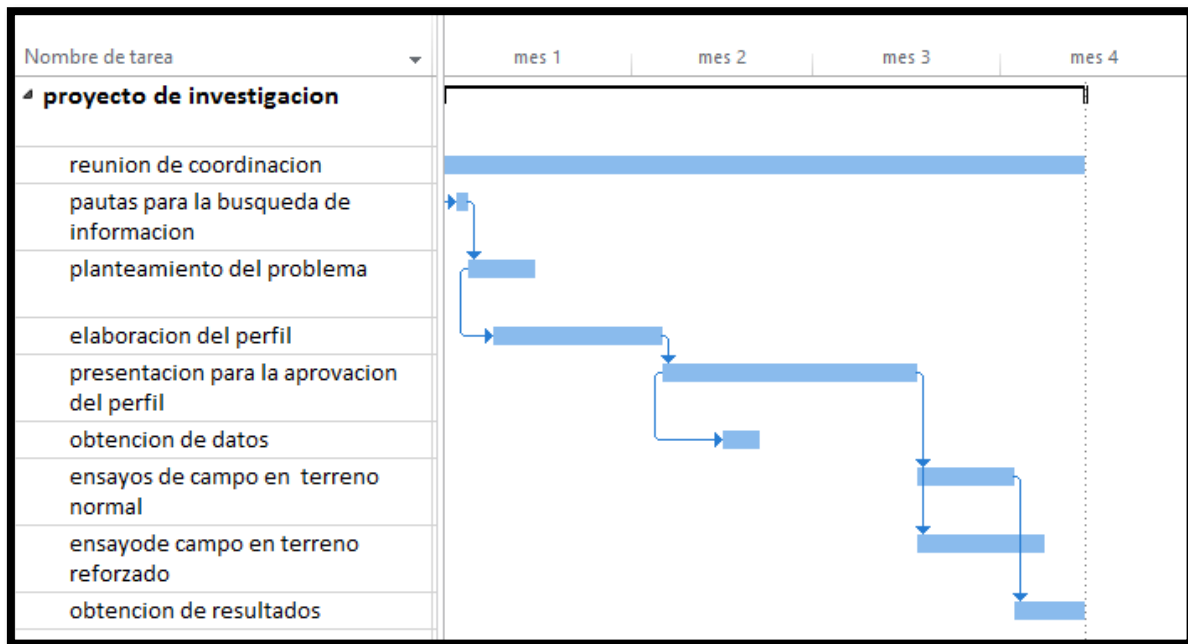 Nombre de tarea
mes 1
mes 2
mes 3
mes 4
proyecto de investigacion
reunion de coordinacion
pautas para la busqueda de
informacion
planteamiento del problema
elaboracion del perfil
presentacion para la aprovacion
del perfil
obtencion de datos
ensayos de campo en  terreno
normal
ensayode campo en terreno
reforzado
obtencion de resultados